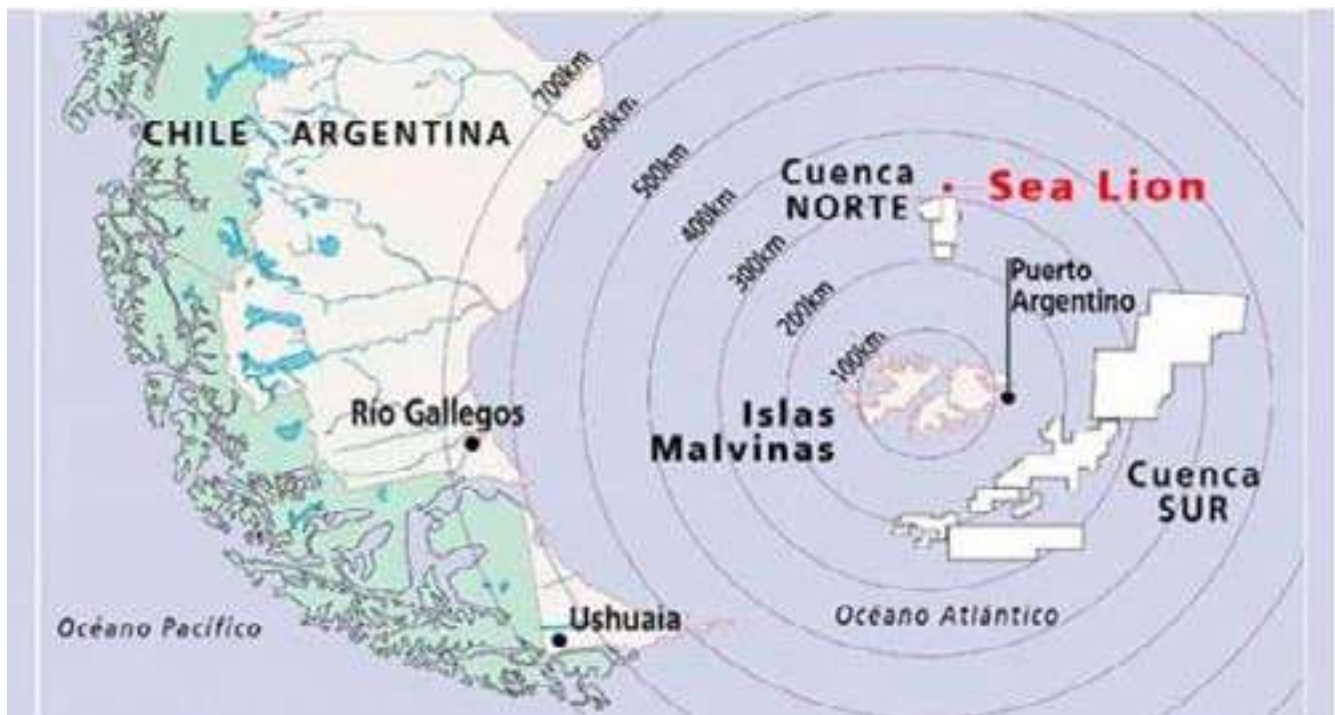 700km
600km
500km
400km
300km
200km
100km
CHILE ARGENTINA
Cuenca
NORTE
Sea Lion
Puerto
Argentino
Río Gallegos
Islas
Malvinas
Cuenca
SUR
Ushuaia
Océano Pacífico
Océano Atlántico